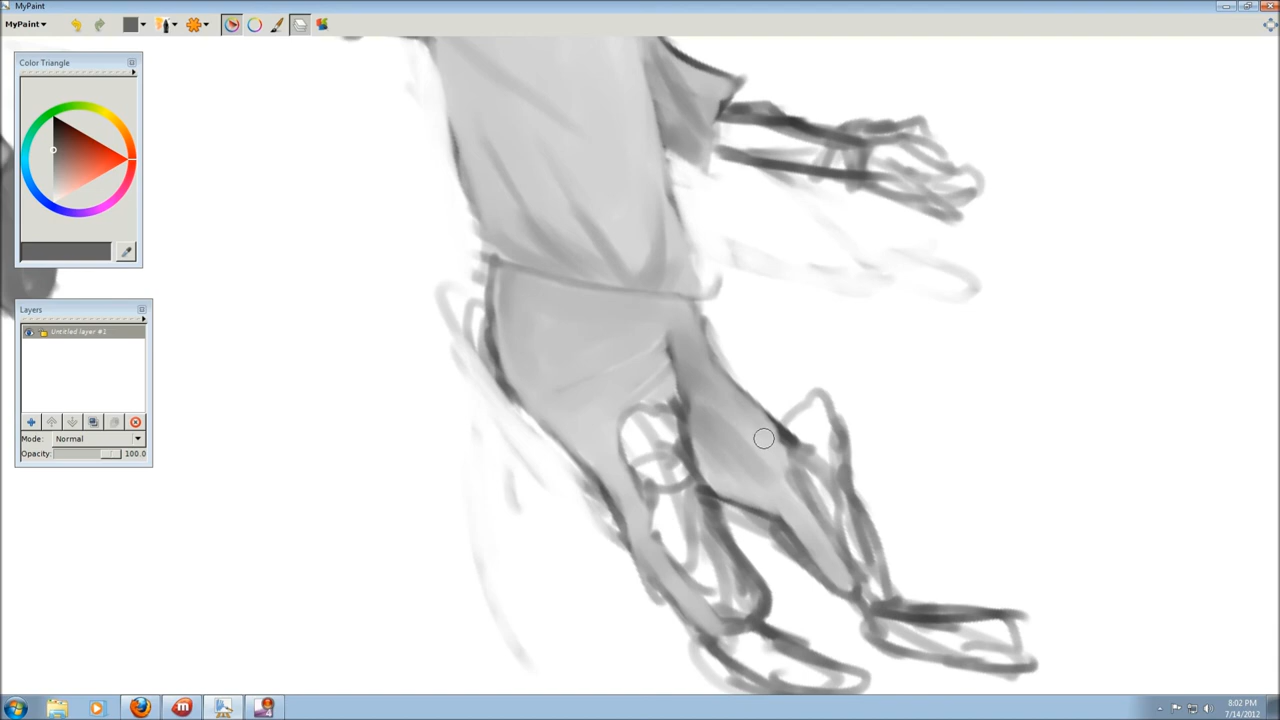 MyPaint
MyPaint
Color Triangle
Layers
Untitled layer #1
Mode: Normal
Opacity: 100.0
8:02 PM
7/14/2012